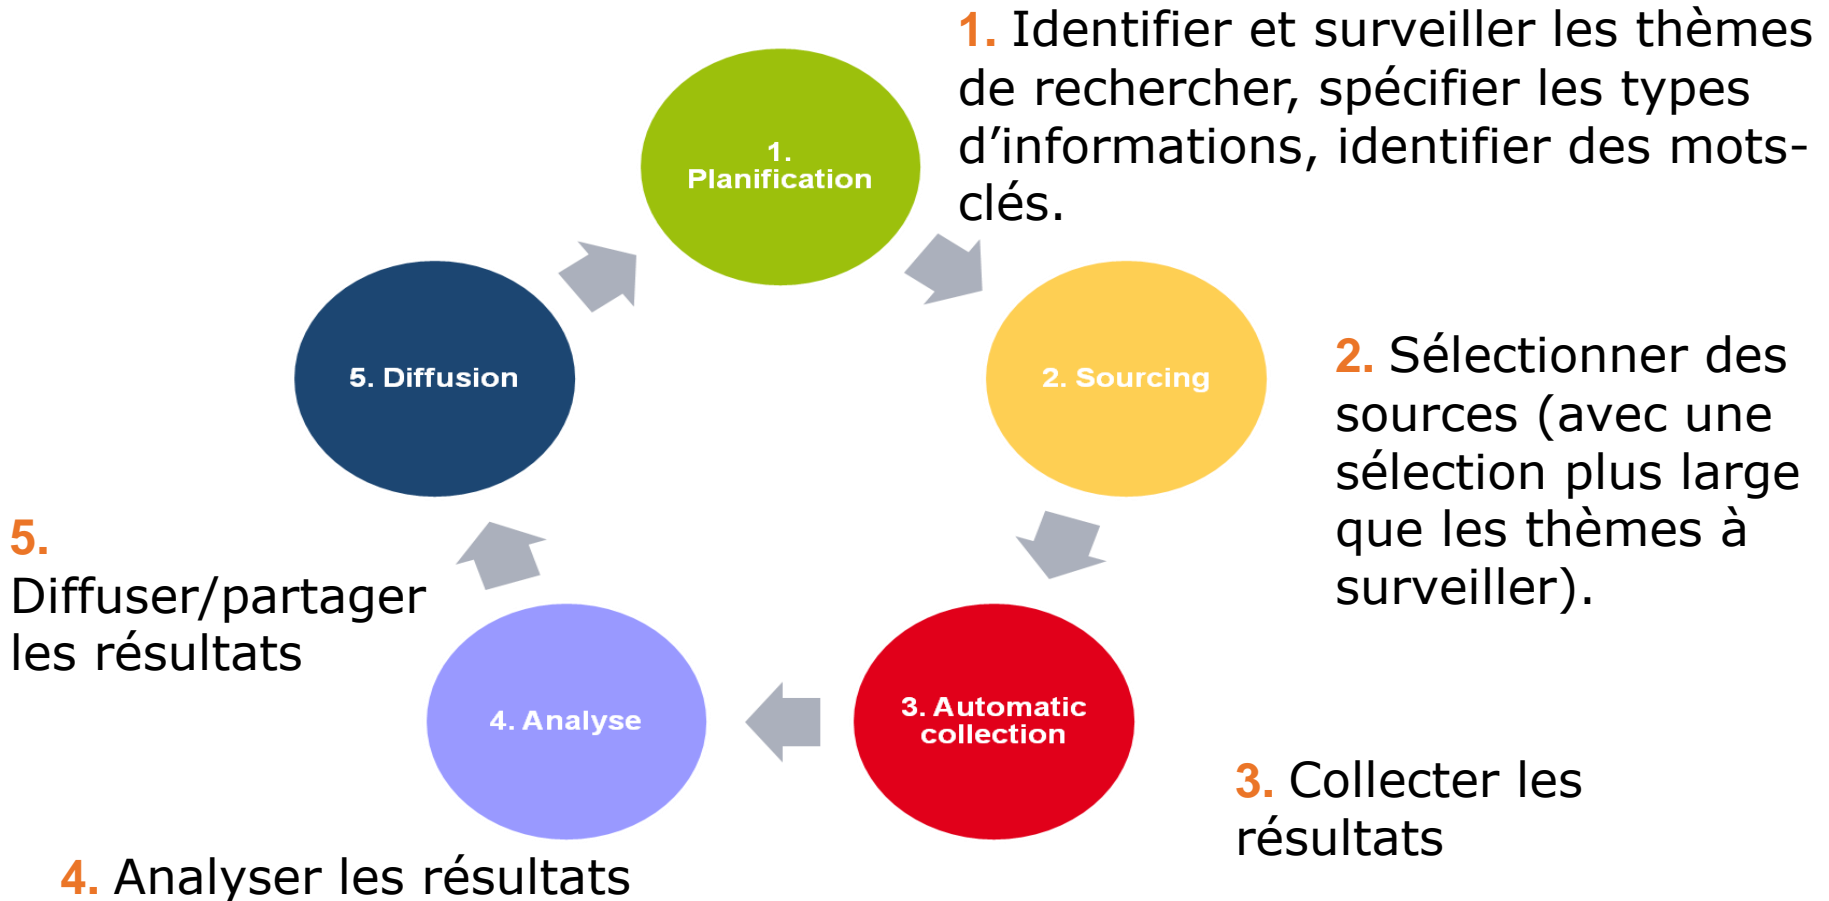 1. Identifier et surveiller les thèmes
de rechercher, spécifier les types
d’informations, identifier des mots-
clés.
1.
Planification
2. Sourcing
2. Sélectionner des
sources (avec une
sélection plus large
que les thèmes à
surveiller).
3. Automatic
collection
3. Collecter les
résultats
4. Analyse
4. Analyser les résultats
5. Diffusion
5.
Diffuser/partager
les résultats